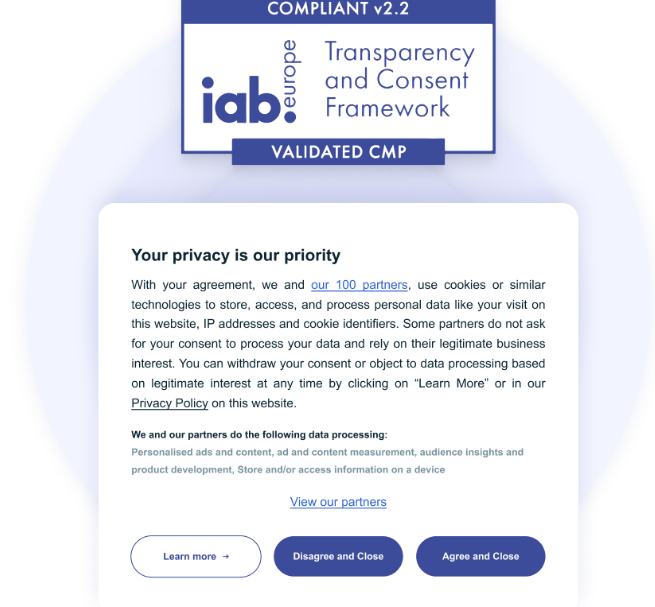 COMPLIANT v2.2
iab.
europe
Transparency
and Consent
Framework
VALIDATED CMP
Your privacy is our priority
With your agreement, we and our 100 partners, use cookies or similar
technologies to store, access, and process personal data like your visit on
this website, IP addresses and cookie identifiers. Some partners do not ask
for your consent to process your data and rely on their legitimate business
interest. You can withdraw your consent or object to data processing based
on legitimate interest at any time by clicking on “Learn More” or in our
Privacy Policy on this website.
We and our partners do the following data processing:
Personalised ads and content, ad and content measurement, audience insights and
product development, Store and/or access information on a device
View our partners
Learn more →
Disagree and Close
Agree and Close